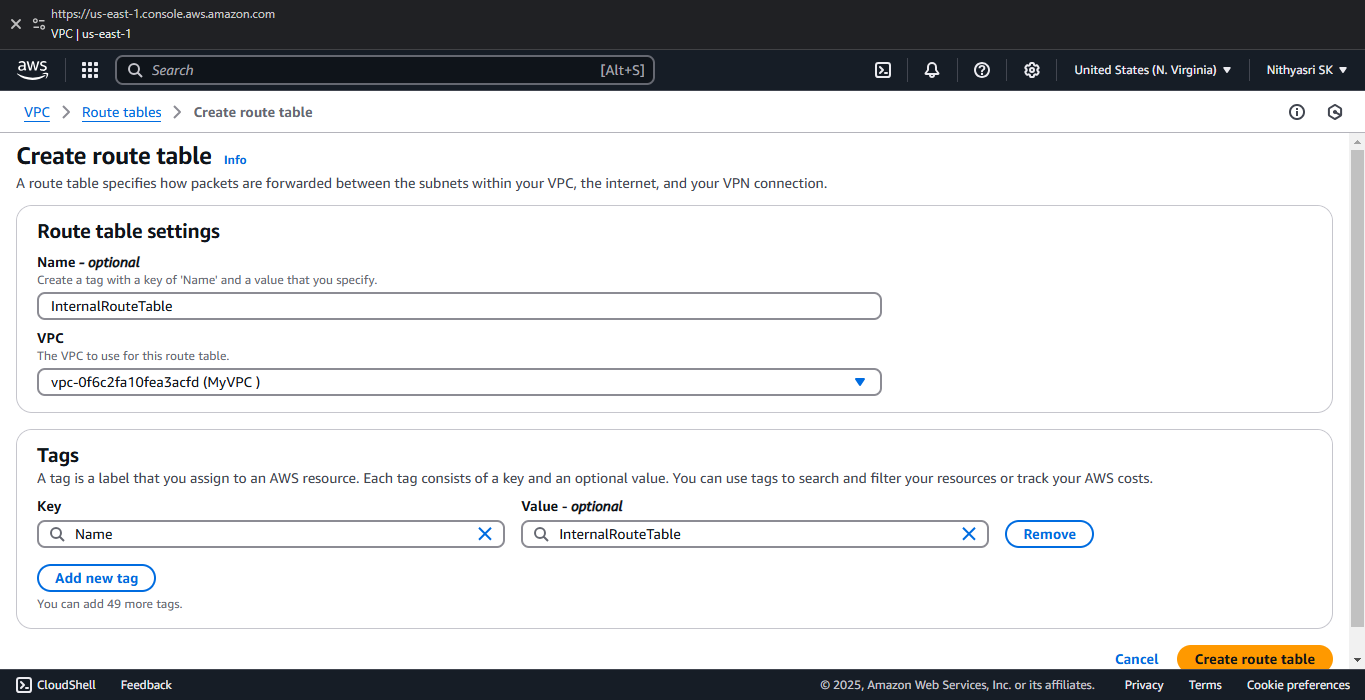 https://us-east-1.console.aws.amazon.com
VPC | us-east-1
aws
Search [Alt+S]
United States (N. Virginia)
Nithyasri SK
VPC > Route tables > Create route table
Create route table Info
A route table specifies how packets are forwarded between the subnets within your VPC, the internet, and your VPN connection.
Route table settings
Name - optional
Create a tag with a key of 'Name' and a value that you specify.
InternalRouteTable
VPC
The VPC to use for this route table.
vpc-0f6c2fa10fea3acfd (MyVPC )
Tags
A tag is a label that you assign to an AWS resource. Each tag consists of a key and an optional value. You can use tags to search and filter your resources or track your AWS costs.
Key Value - optional
Name InternalRouteTable Remove
Add new tag
You can add 49 more tags.
Cancel Create route table
CloudShell Feedback © 2025, Amazon Web Services, Inc. or its affiliates. Privacy Terms Cookie preferences